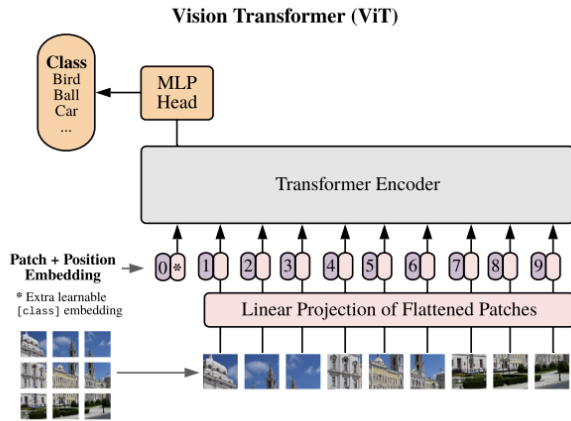 Vision Transformer (ViT)
Class
Bird
Ball
Car
...
MLP
Head
Transformer Encoder
Patch + Position
Embedding
0 * 1 2 3 4 5 6 7 8 9
* Extra learnable
[class] embedding
Linear Projection of Flattened Patches